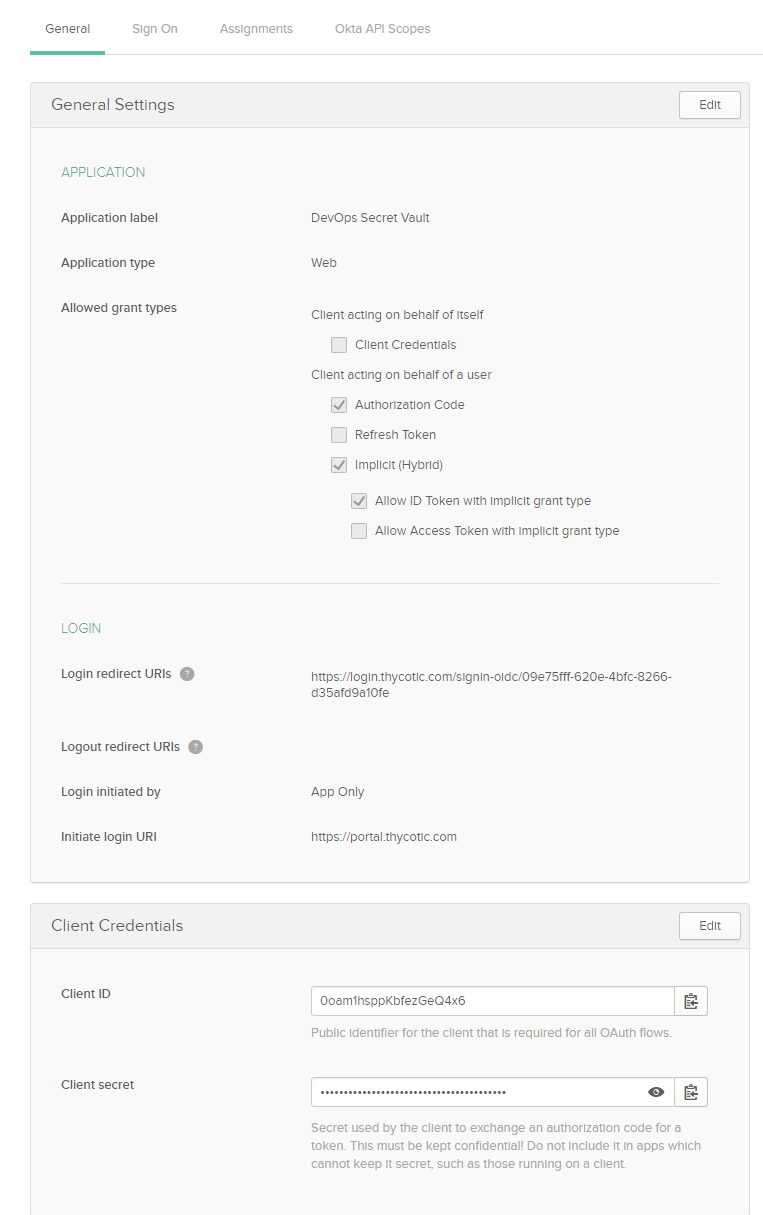 General Sign On Assignments Okta API Scopes
General Settings Edit
APPLICATION
Application label DevOps Secret Vault
Application type Web
Allowed grant types
Client acting on behalf of itself
Client Credentials
Client acting on behalf of a user
Authorization Code
Refresh Token
Implicit (Hybrid)
Allow ID Token with implicit grant type
Allow Access Token with implicit grant type
LOGIN
Login redirect URIs ?
https://login.thycotic.com/signin-oidc/09e75fff-620e-4bfc-8266-
d35afd9a10fe
Logout redirect URIs ?
Login initiated by App Only
Initiate login URI https://portal.thycotic.com
Client Credentials Edit
Client ID 0oam1hsppKbfezGeQ4x6
Public identifier for the client that is required for all OAuth flows.
Client secret ••••••••••••••••••••••••••••••••••••••••
Secret used by the client to exchange an authorization code for a
token. This must be kept confidential! Do not include it in apps which
cannot keep it secret, such as those running on a client.